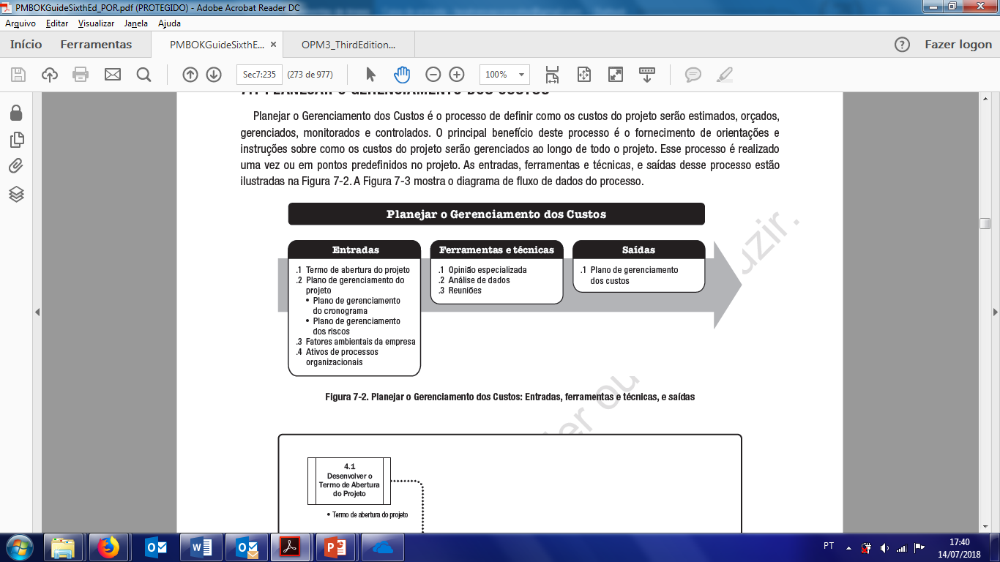 PMBOKGuideSixthEd_POR.pdf (PROTEGIDO) - Adobe Acrobat Reader DC
Arquivo Editar Visualizar Janela Ajuda
Início Ferramentas PMBOKGuideSixthE... × OPM3_ThirdEdition... ? Fazer logon
Sec7:235 (273 de 977) 100%
7.1 PLANEJAR O GERENCIAMENTO DOS CUSTOS
Planejar o Gerenciamento dos Custos é o processo de definir como os custos do projeto serão estimados, orçados,
gerenciados, monitorados e controlados. O principal benefício deste processo é o fornecimento de orientações e
instruções sobre como os custos do projeto serão gerenciados ao longo de todo o projeto. Esse processo é realizado
uma vez ou em pontos predefinidos no projeto. As entradas, ferramentas e técnicas, e saídas desse processo estão
ilustradas na Figura 7-2. A Figura 7-3 mostra o diagrama de fluxo de dados do processo.
Planejar o Gerenciamento dos Custos
Entradas
.1 Termo de abertura do projeto
.2 Plano de gerenciamento do
projeto
• Plano de gerenciamento
do cronograma
• Plano de gerenciamento
dos riscos
.3 Fatores ambientais da empresa
.4 Ativos de processos
organizacionais
Ferramentas e técnicas
.1 Opinião especializada
.2 Análise de dados
.3 Reuniões
Saídas
.1 Plano de gerenciamento
dos custos
uzir.
der ou
Figura 7-2. Planejar o Gerenciamento dos Custos: Entradas, ferramentas e técnicas, e saídas
4.1
Desenvolver o
Termo de Abertura
do Projeto
• Termo de abertura do projeto
PT
17:40
14/07/2018